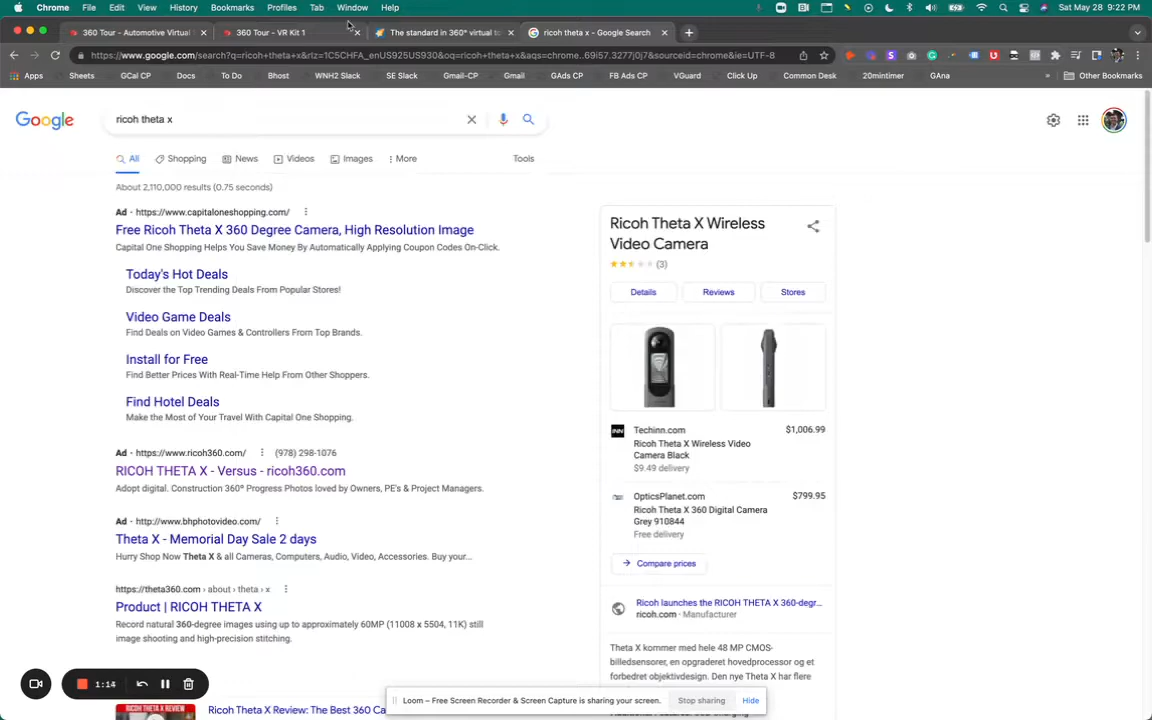 Chrome File Edit View History Bookmarks Profiles Tab Window Help Sat May 28 9:22 PM
360 Tour - Automotive Virtual
360 Tour - VR Kit 1
The standard in 360° virtual to
ricoh theta x - Google Search
https://www.google.com/search?q=ricoh+theta+x&rlz=1C5CHFA_enUS925US930&oq=ricoh+theta+x&aqs=chrome..69i57.3277j0j7&sourceid=chrome&ie=UTF-8
Apps Sheets GCal CP Docs To Do Bhost WNH2 Slack SE Slack Gmail-CP Gmail GAds CP FB Ads CP VGuard Click Up Common Desk 20mintimer GAna » Other Bookmarks
Google
ricoh theta x
All Shopping News Videos Images More Tools
About 2,110,000 results (0.75 seconds)
Ad · https://www.capitaloneshopping.com/
Free Ricoh Theta X 360 Degree Camera, High Resolution Image
Capital One Shopping Helps You Save Money By Automatically Applying Coupon Codes On-Click.
Today's Hot Deals
Discover the Top Trending Deals From Popular Stores!
Video Game Deals
Find Deals on Video Games & Controllers From Top Brands.
Install for Free
Find Better Prices With Real-Time Help From Other Shoppers.
Find Hotel Deals
Make the Most of Your Travel With Capital One Shopping.
Ad · https://www.ricoh360.com/ (978) 298-1076
RICOH THETA X - Versus - ricoh360.com
Adopt digital. Construction 360º Progress Photos loved by Owners, PE's & Project Managers.
Ad · http://www.bhphotovideo.com/
Theta X - Memorial Day Sale 2 days
Hurry Shop Now Theta X & all Cameras, Computers, Audio, Video, Accessories. Buy your...
https://theta360.com › about › theta › x
Product | RICOH THETA X
Record natural 360-degree images using up to approximately 60MP (11008 x 5504, 11K) still
image shooting and high-precision stitching.
RICOH THETA X REVIEW
Ricoh Theta X Review: The Best 360 Ca
Ricoh Theta X Wireless
Video Camera
(3)
Details Reviews Stores
Techinn.com $1,006.99
Ricoh Theta X Wireless Video
Camera Black
$9.49 delivery
OpticsPlanet.com $799.95
Ricoh Theta X 360 Digital Camera
Grey 910844
Free delivery
Compare prices
Ricoh launches the RICOH THETA X 360-degr...
ricoh.com · Manufacturer
Theta X kommer med hele 48 MP CMOS-
billedsensorer, en opgraderet hovedprocessor og et
forbedret objektivdesign. Den nye Theta X har flere
1:14
Loom – Free Screen Recorder & Screen Capture is sharing your screen. Stop sharing Hide